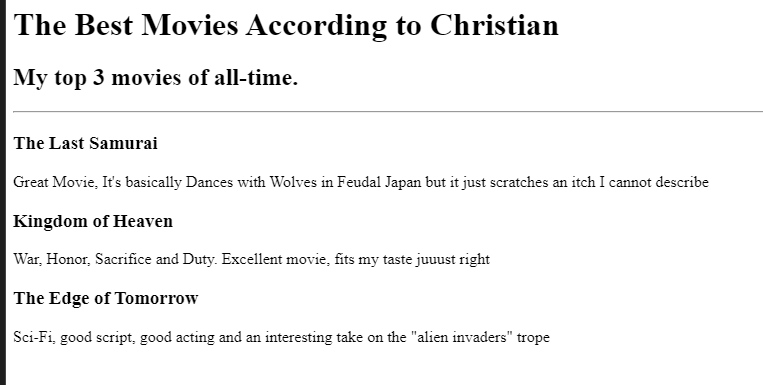 The Best Movies According to Christian
My top 3 movies of all-time.
The Last Samurai
Great Movie, It's basically Dances with Wolves in Feudal Japan but it just scratches an itch I cannot describe
Kingdom of Heaven
War, Honor, Sacrifice and Duty. Excellent movie, fits my taste juuust right
The Edge of Tomorrow
Sci-Fi, good script, good acting and an interesting take on the "alien invaders" trope